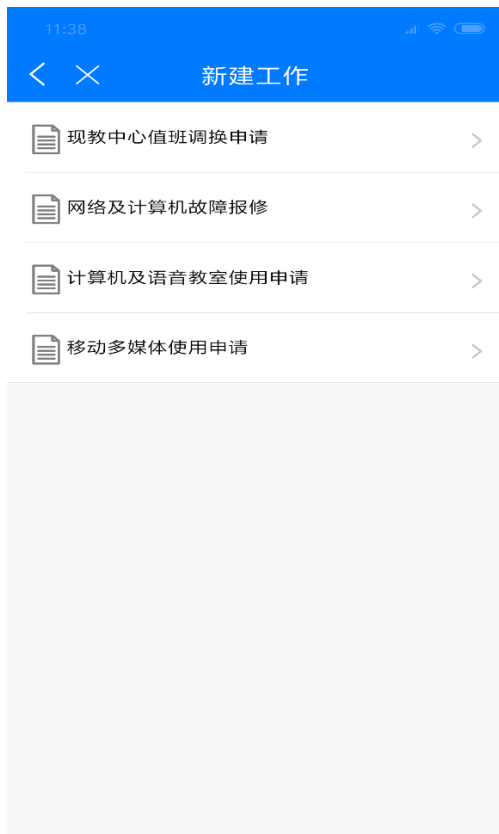 11:38
新建工作
现教中心值班调换申请
网络及计算机故障报修
计算机及语音教室使用申请
移动多媒体使用申请